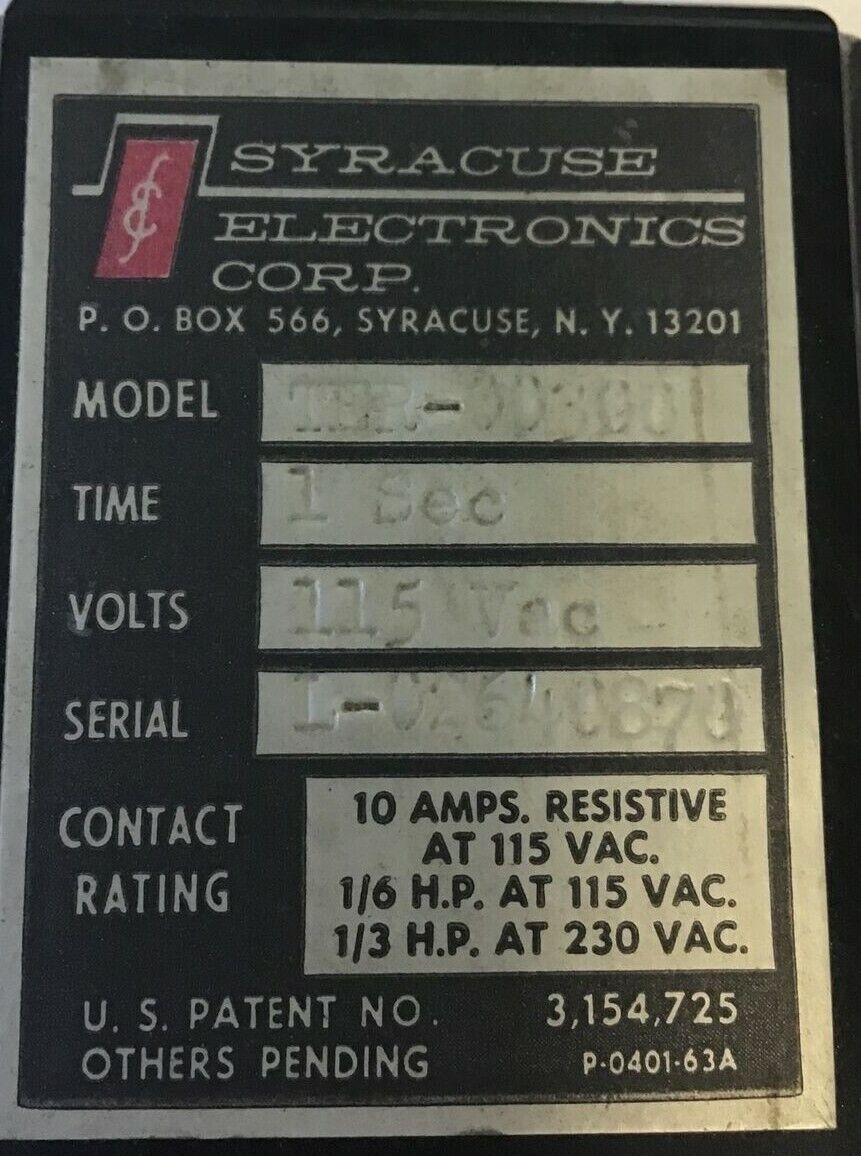 SYRACUSE
ELECTRONICS
CORP.
P. O. BOX 566, SYRACUSE, N. Y. 13201
MODEL
TIME 1 Sec
VOLTS 115 Vac
SERIAL
CONTACT RATING
10 AMPS. RESISTIVE
AT 115 VAC.
1/6 H.P. AT 115 VAC.
1/3 H.P. AT 230 VAC.
U. S. PATENT NO. 3,154,725
OTHERS PENDING P-0401-63A